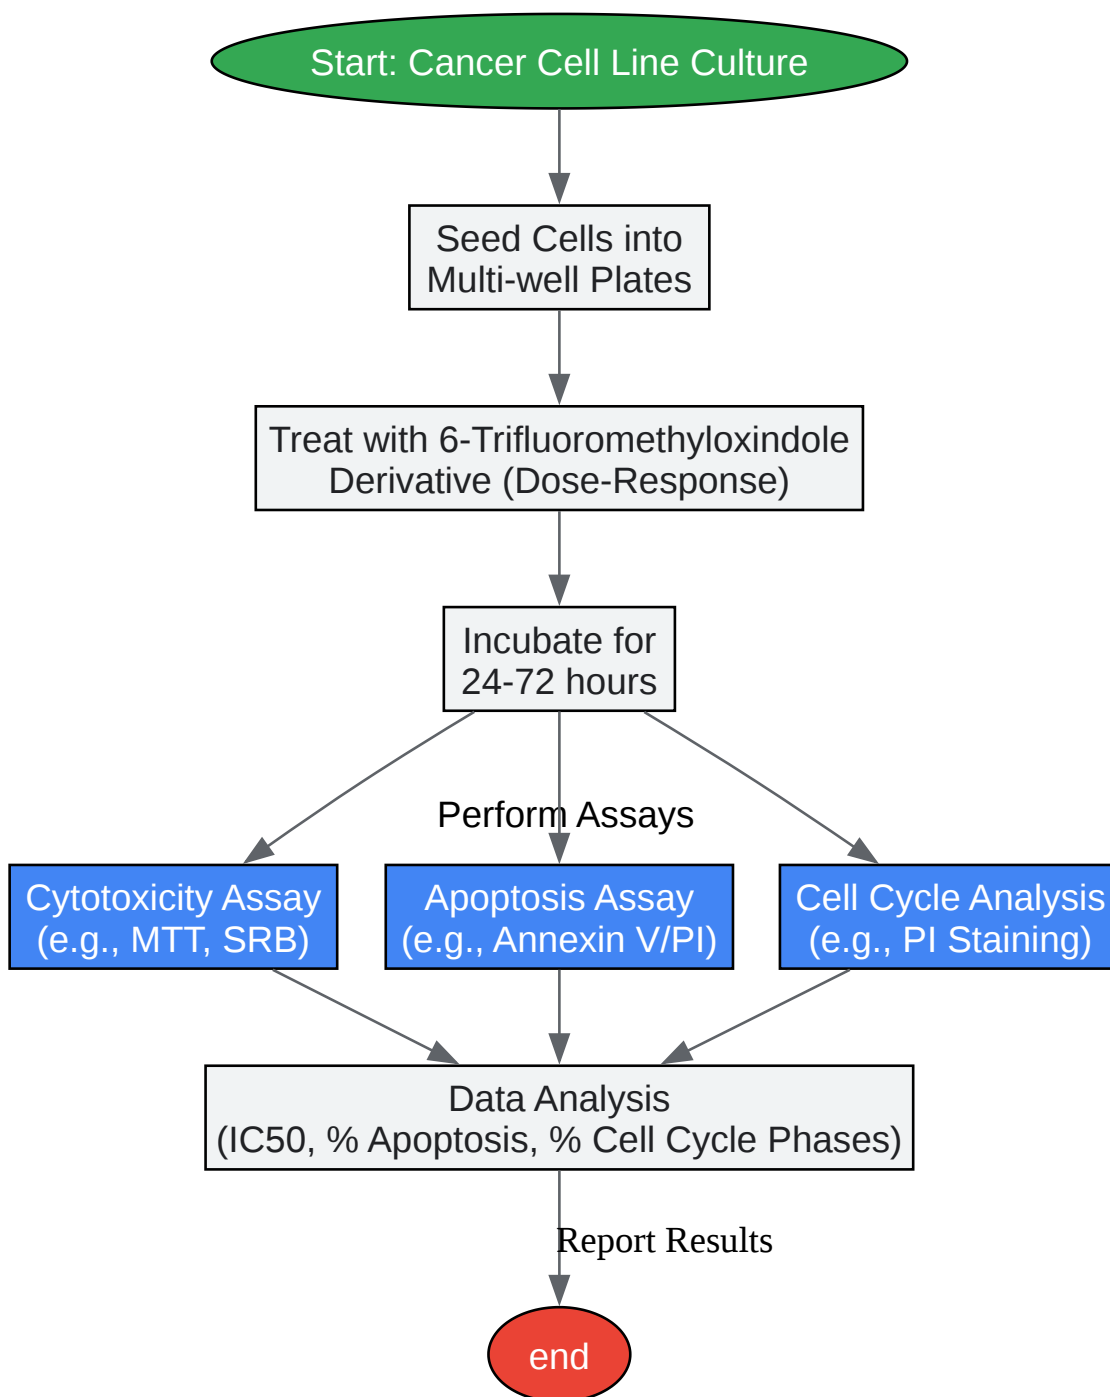 Start: Cancer Cell Line Culture
Seed Cells into
Multi-well Plates
Treat with 6-Trifluoromethyloxindole
Derivative (Dose-Response)
Incubate for
24-72 hours
Perform Assays
Cytotoxicity Assay
(e.g., MTT, SRB)
Apoptosis Assay
(e.g., Annexin V/PI)
Cell Cycle Analysis
(e.g., PI Staining)
Data Analysis
(IC50, % Apoptosis, % Cell Cycle Phases)
Report Results
end